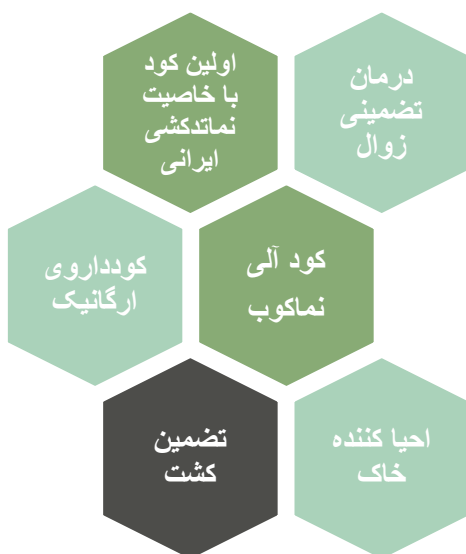 درمان
تضمینی
زوال
اولین کود
با خاصیت
نماتدکشی
ایرانی
کود آلی
نماکوب
کودداروی
ارگانیک
احیا کننده
خاک
تضمین
کشت